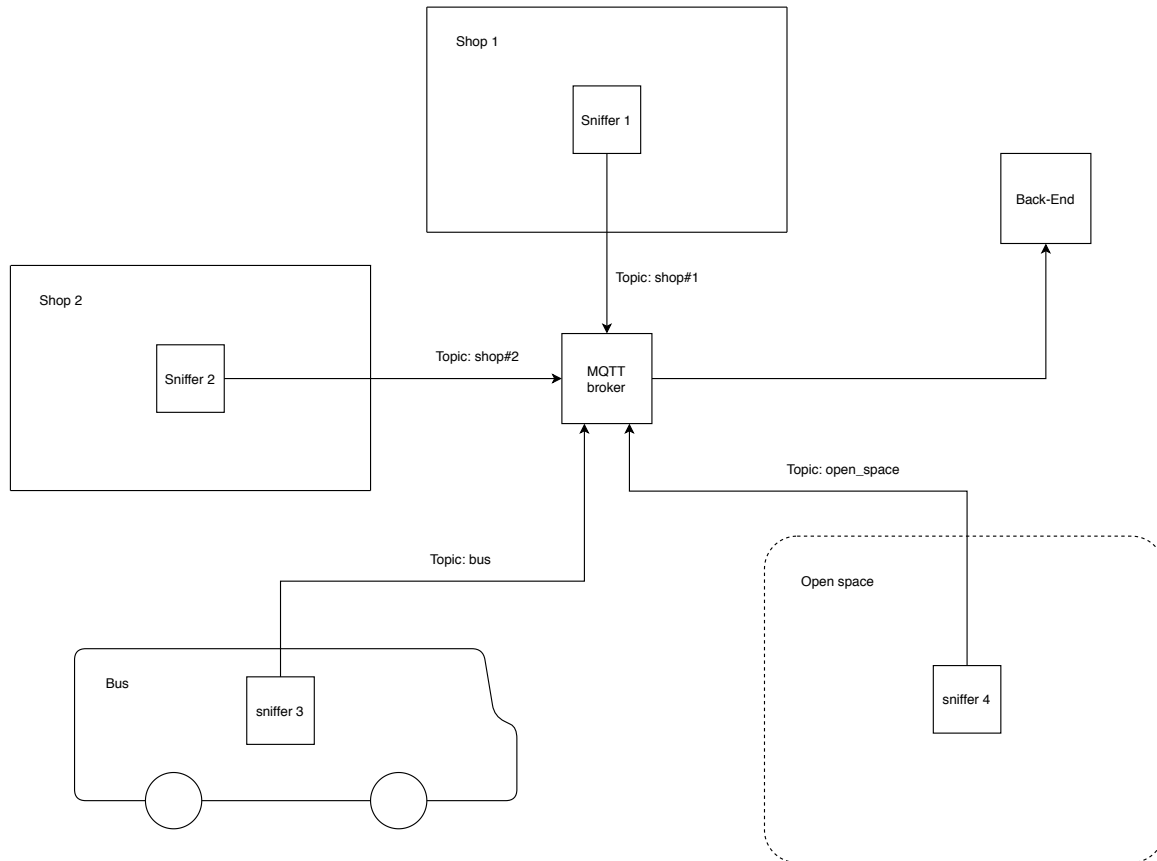 Shop 1
Sniffer 1
Back-End
Topic: shop#1
Shop 2
Sniffer 2
Topic: shop#2
MQTT
broker
Topic: open_space
Topic: bus
Open space
Bus
sniffer 3
sniffer 4